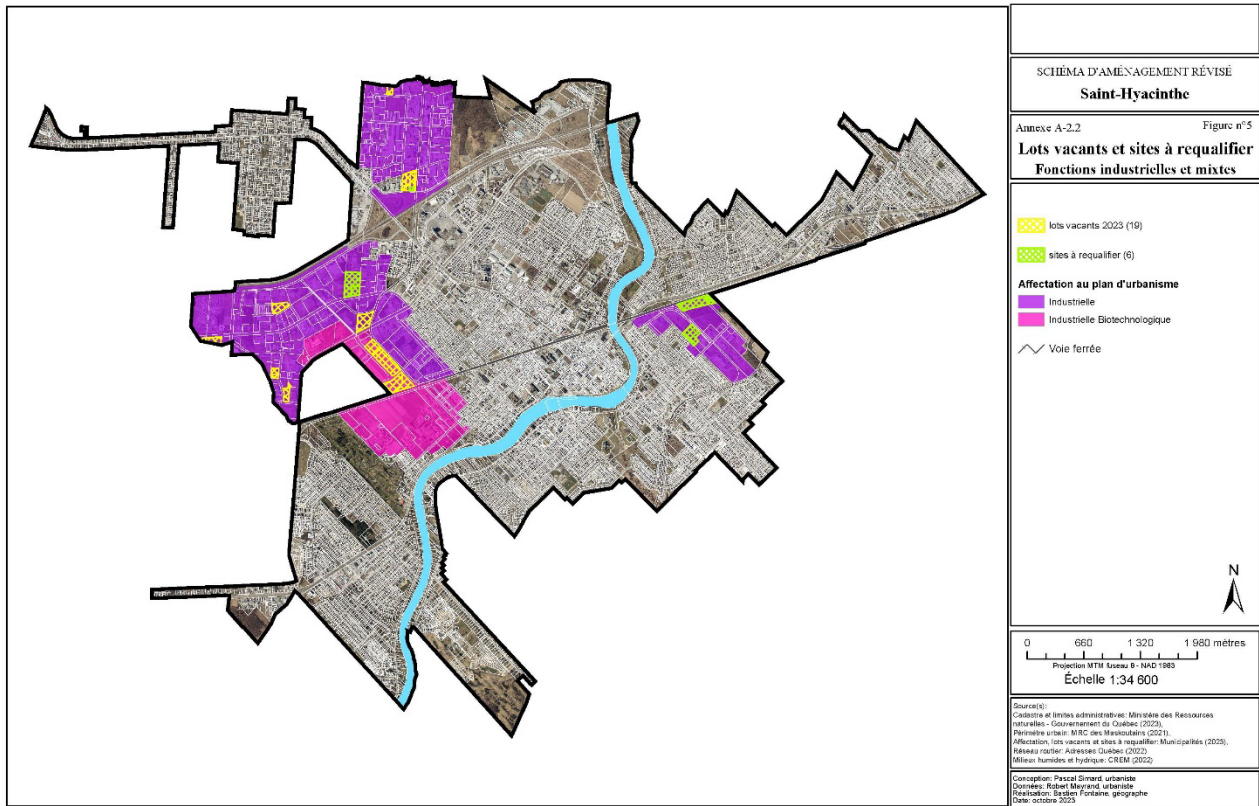 SCHÉMA D'AMÉNAGEMENT RÉVISÉ
Saint-Hyacinthe
Annexe A-2.2 Figure n°5
Lots vacants et sites à requalifier
Fonctions industrielles et mixtes
lots vacants 2023 (19)
sites à requalifier (6)
Affectation au plan d'urbanisme
Industrielle
Industrielle Biotechnologique
Voie ferrée
N
0 660 1 320 1 980 mètres
Projection MTM fuseau 8 - NAD 1983
Échelle 1:34 600
Source(s):
Cadastre et limites administratives: Ministère des Ressources
naturelles - Gouvernement du Québec (2023),
Périmètre urbain: MRC des Maskoutains (2021),
Affectation, lots vacants et sites à requalifier: Municipalités (2023),
Réseau routier: Adresses Québec (2022)
Milieux humides et hydrique: CREM (2022)
Conception: Pascal Simard, urbaniste
Données: Robert Mayrand, urbaniste
Réalisation: Bastien Fontaine, géographe
Date: octobre 2023